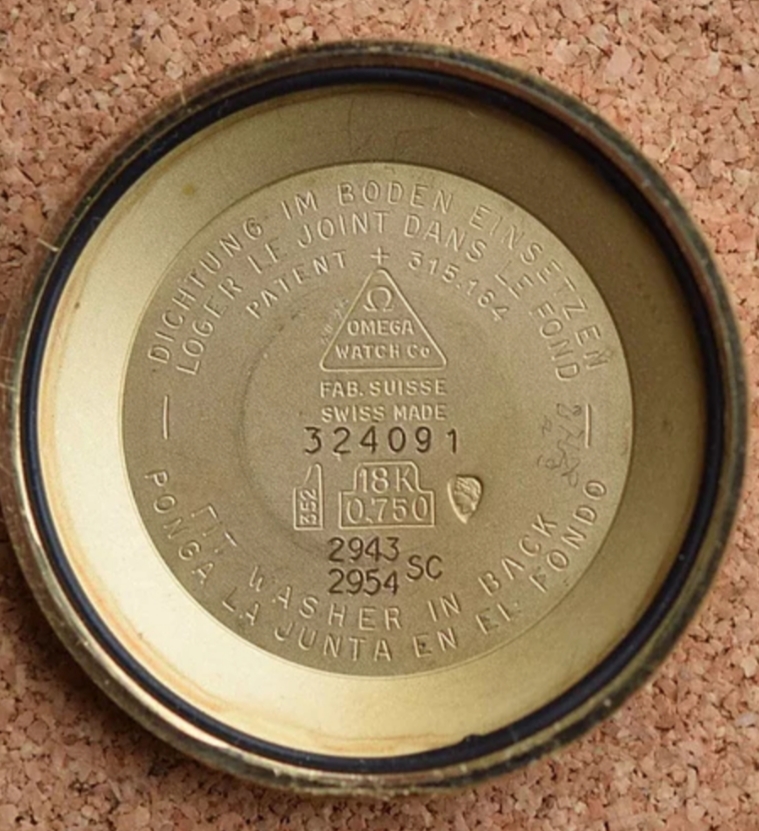 DICHTUNG IM BODEN EINSETZEN
LOGER LE JOINT DANS LE FOND
PATENT + 315.164
Ω
OMEGA
WATCH Co
FAB. SUISSE
SWISS MADE
324091
352
18K
0.750
2943
2954 SC
FIT WASHER IN BACK
PONGA LA JUNTA EN EL FONDO